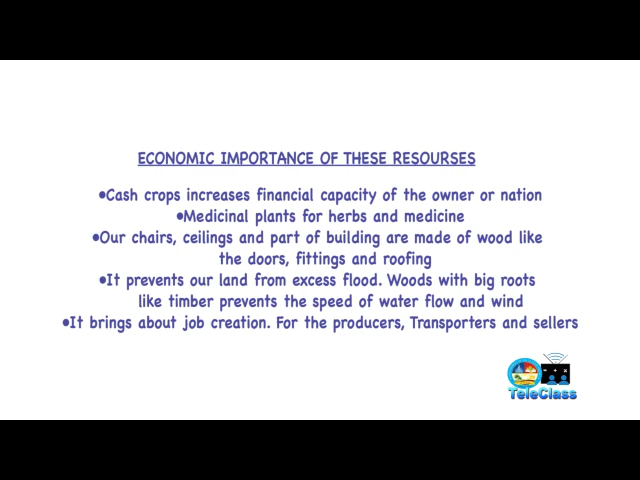 ECONOMIC IMPORTANCE OF THESE RESOURSES
•Cash crops increases financial capacity of the owner or nation
•Medicinal plants for herbs and medicine
•Our chairs, ceilings and part of building are made of wood like
the doors, fittings and roofing
•It prevents our land from excess flood. Woods with big roots
like timber prevents the speed of water flow and wind
•It brings about job creation. For the producers, Transporters and sellers
TeleClass